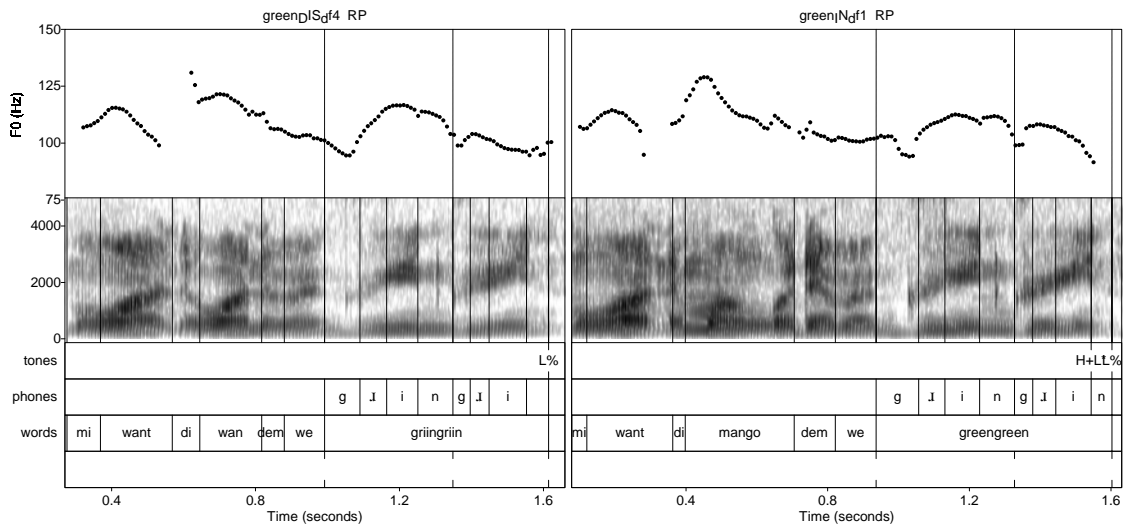 greenDISdf4 RP
greenINdf1 RP
150
125
100
75
F0 (Hz)
4000
2000
0
tones
L%
H+L!L%
phones
g ɹ i n g ɹ i
g ɹ i n g ɹ i n
words
mi want di wan dem we griingriin
mi want di mango dem we greengreen
0.4 0.8 1.2 1.6
0.4 0.8 1.2 1.6
Time (seconds)
Time (seconds)